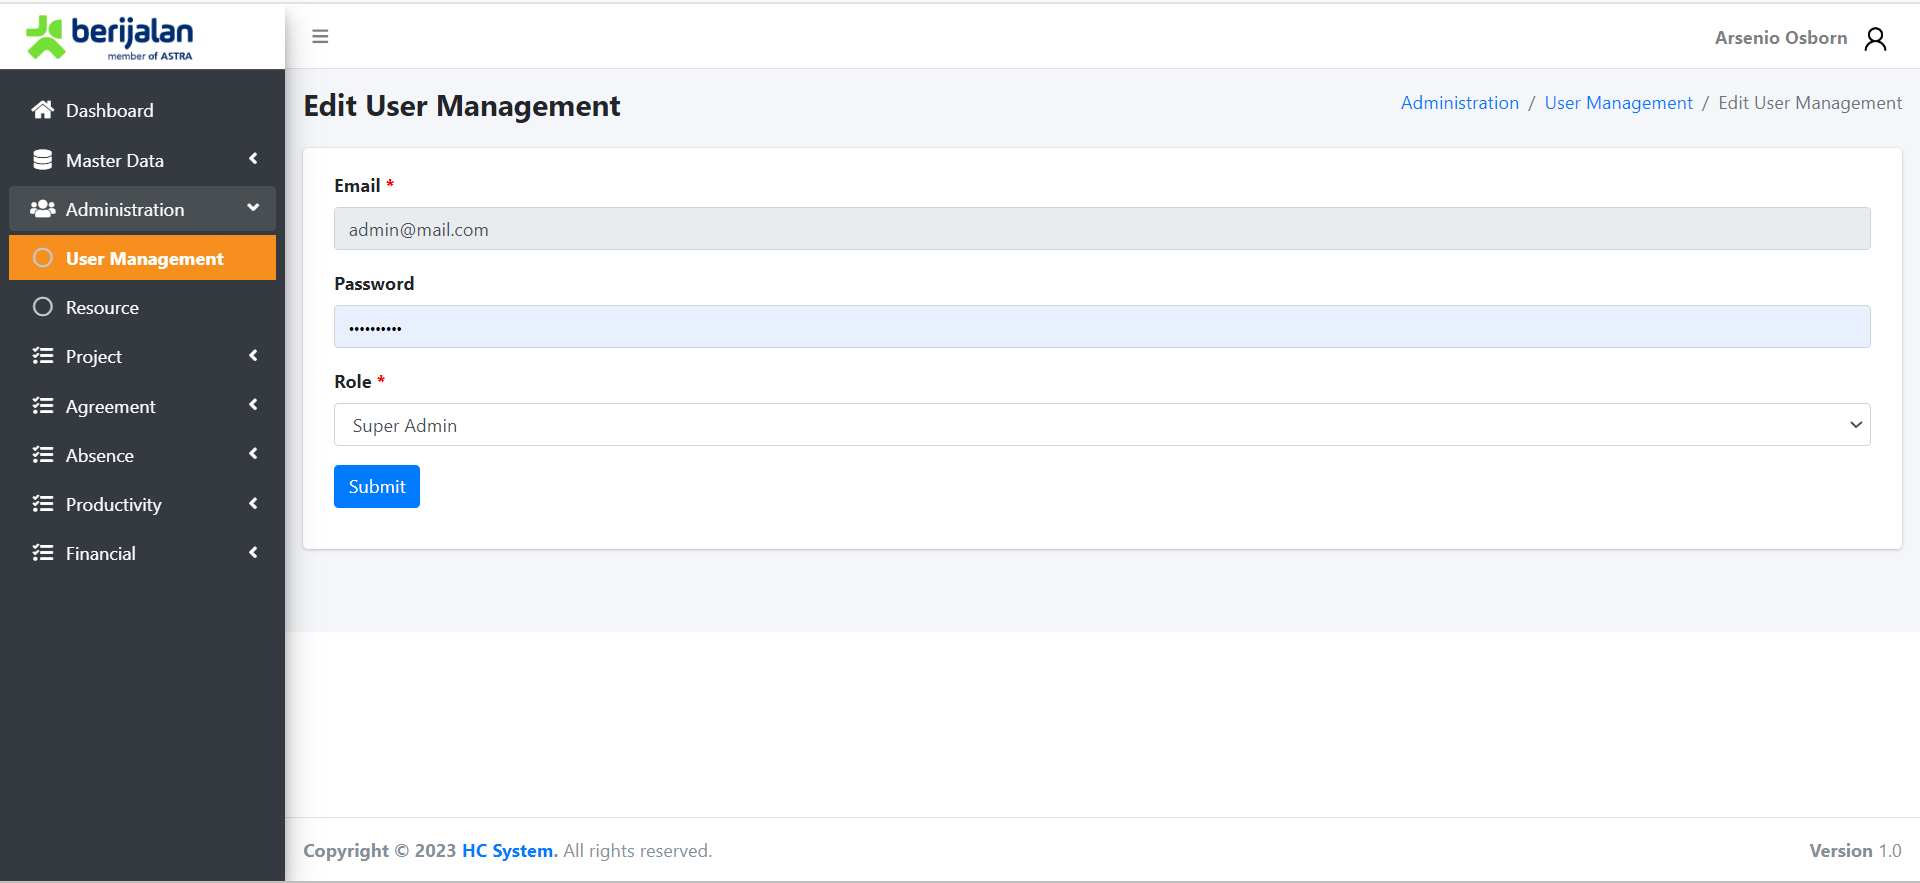 berijalan
member of ASTRA
Arsenio Osborn
Dashboard
Master Data
Administration
User Management
Resource
Project
Agreement
Absence
Productivity
Financial
Edit User Management
Administration / User Management / Edit User Management
Email *
admin@mail.com
Password
••••••••••
Role *
Super Admin
Submit
Copyright © 2023 HC System. All rights reserved.
Version 1.0